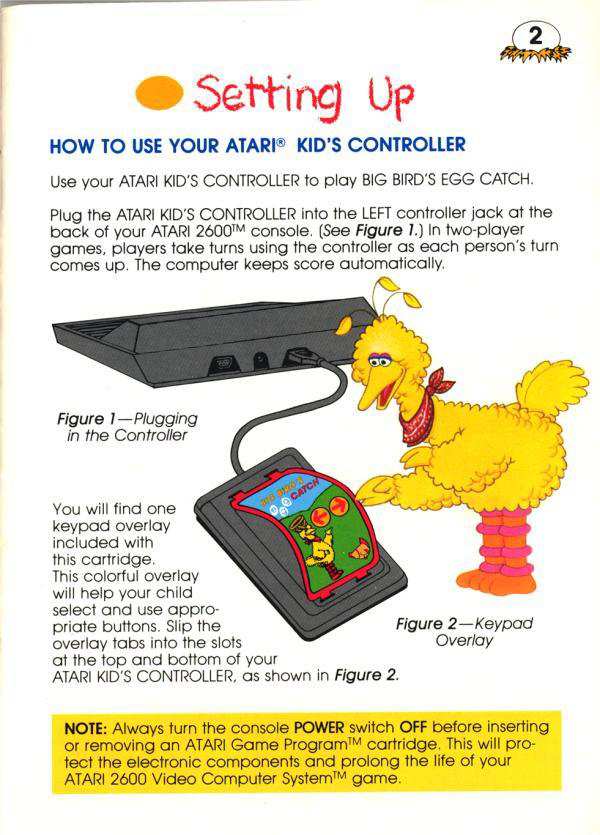 2
Setting Up
HOW TO USE YOUR ATARI® KID'S CONTROLLER
Use your ATARI KID'S CONTROLLER to play BIG BIRD'S EGG CATCH.
Plug the ATARI KID'S CONTROLLER into the LEFT controller jack at the
back of your ATARI 2600™ console. (See Figure 1.) In two-player
games, players take turns using the controller as each person's turn
comes up. The computer keeps score automatically.
Figure 1—Plugging
in the Controller
BIG BIRD'S
CATCH
You will find one
keypad overlay
included with
this cartridge.
This colorful overlay
will help your child
select and use appro-
priate buttons. Slip the
overlay tabs into the slots
at the top and bottom of your
ATARI KID'S CONTROLLER, as shown in Figure 2.
Figure 2—Keypad
Overlay
NOTE: Always turn the console POWER switch OFF before inserting
or removing an ATARI Game Program™ cartridge. This will pro-
tect the electronic components and prolong the life of your
ATARI 2600 Video Computer System™ game.